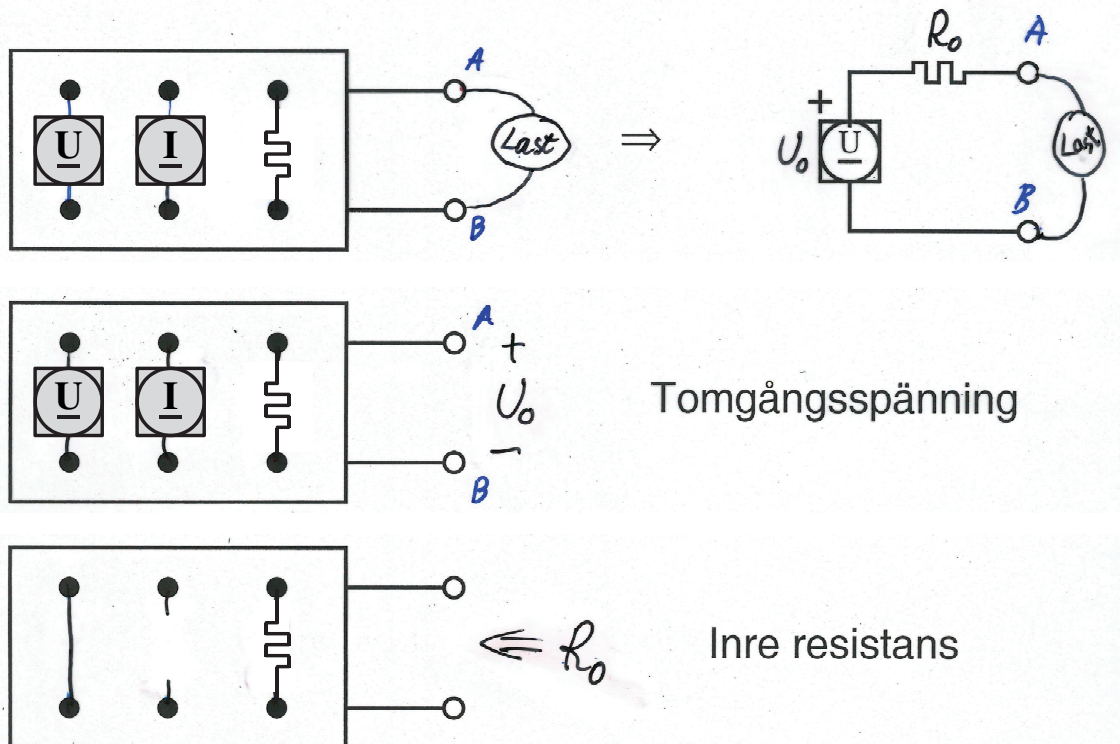 A
U I Last ⇒
B
R₀ A
+
U₀ U Last
B
A
+
U I U₀ Tomgångsspänning
−
B
⇐ R₀ Inre resistans